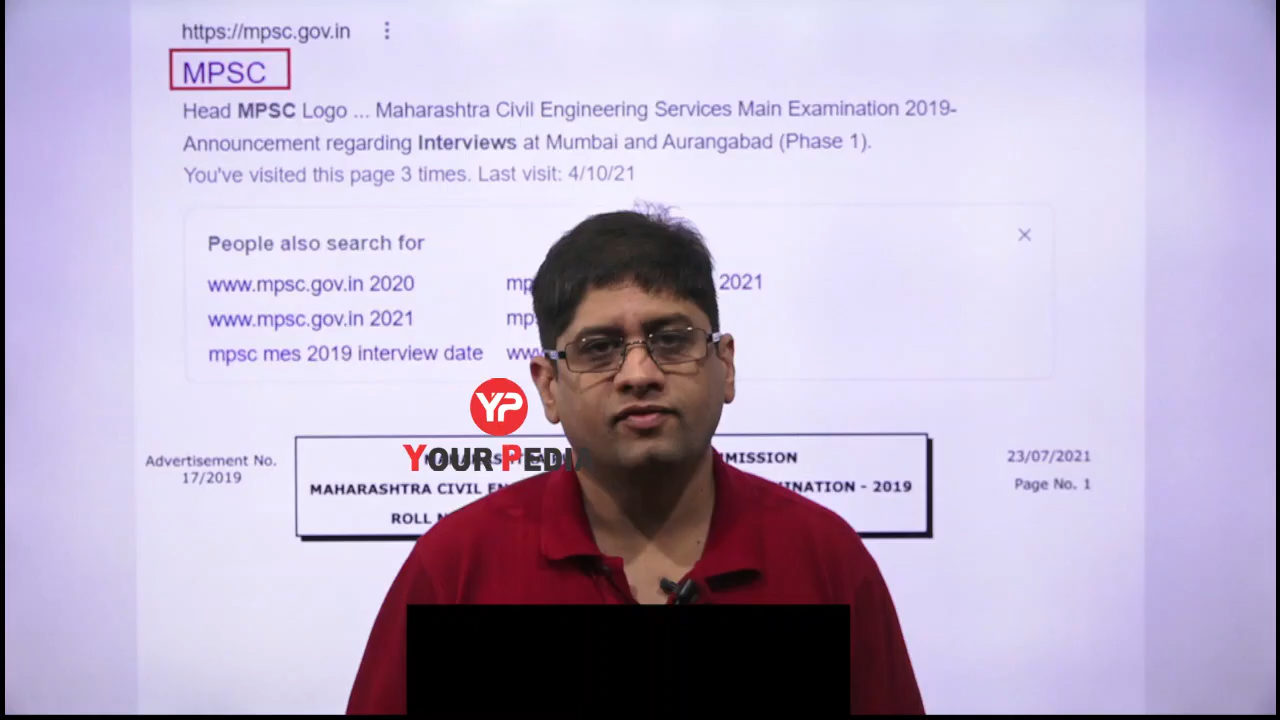 https://mpsc.gov.in
MPSC
Head MPSC Logo ... Maharashtra Civil Engineering Services Main Examination 2019-
Announcement regarding Interviews at Mumbai and Aurangabad (Phase 1).
You've visited this page 3 times. Last visit: 4/10/21
People also search for
www.mpsc.gov.in 2020
2021
www.mpsc.gov.in 2021
mpsc mes 2019 interview date
YP
YOUR PEDIA
Advertisement No.
17/2019
MAHARASHTRA CIVIL
- 2019
ROLL
23/07/2021
Page No. 1